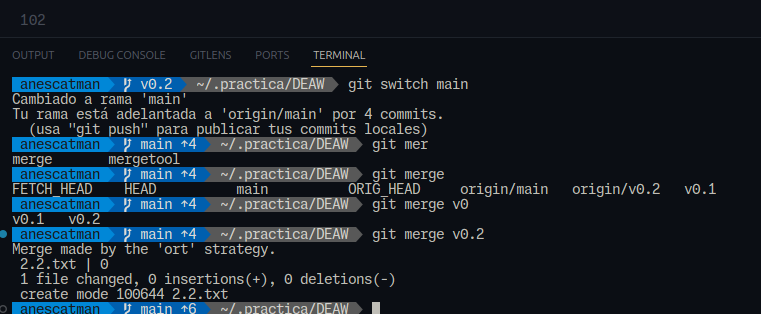 102
OUTPUT DEBUG CONSOLE GITLENS PORTS TERMINAL
anescatman v0.2 ~/.practica/DEAW git switch main
Cambiado a rama 'main'
Tu rama está adelantada a 'origin/main' por 4 commits.
(usa "git push" para publicar tus commits locales)
anescatman main ↑4 ~/.practica/DEAW git mer
merge mergetool
anescatman main ↑4 ~/.practica/DEAW git merge
FETCH_HEAD HEAD main ORIG_HEAD origin/main origin/v0.2 v0.1
anescatman main ↑4 ~/.practica/DEAW git merge v0
v0.1 v0.2
anescatman main ↑4 ~/.practica/DEAW git merge v0.2
Merge made by the 'ort' strategy.
2.2.txt | 0
1 file changed, 0 insertions(+), 0 deletions(-)
create mode 100644 2.2.txt
anescatman main ↑6 ~/.practica/DEAW